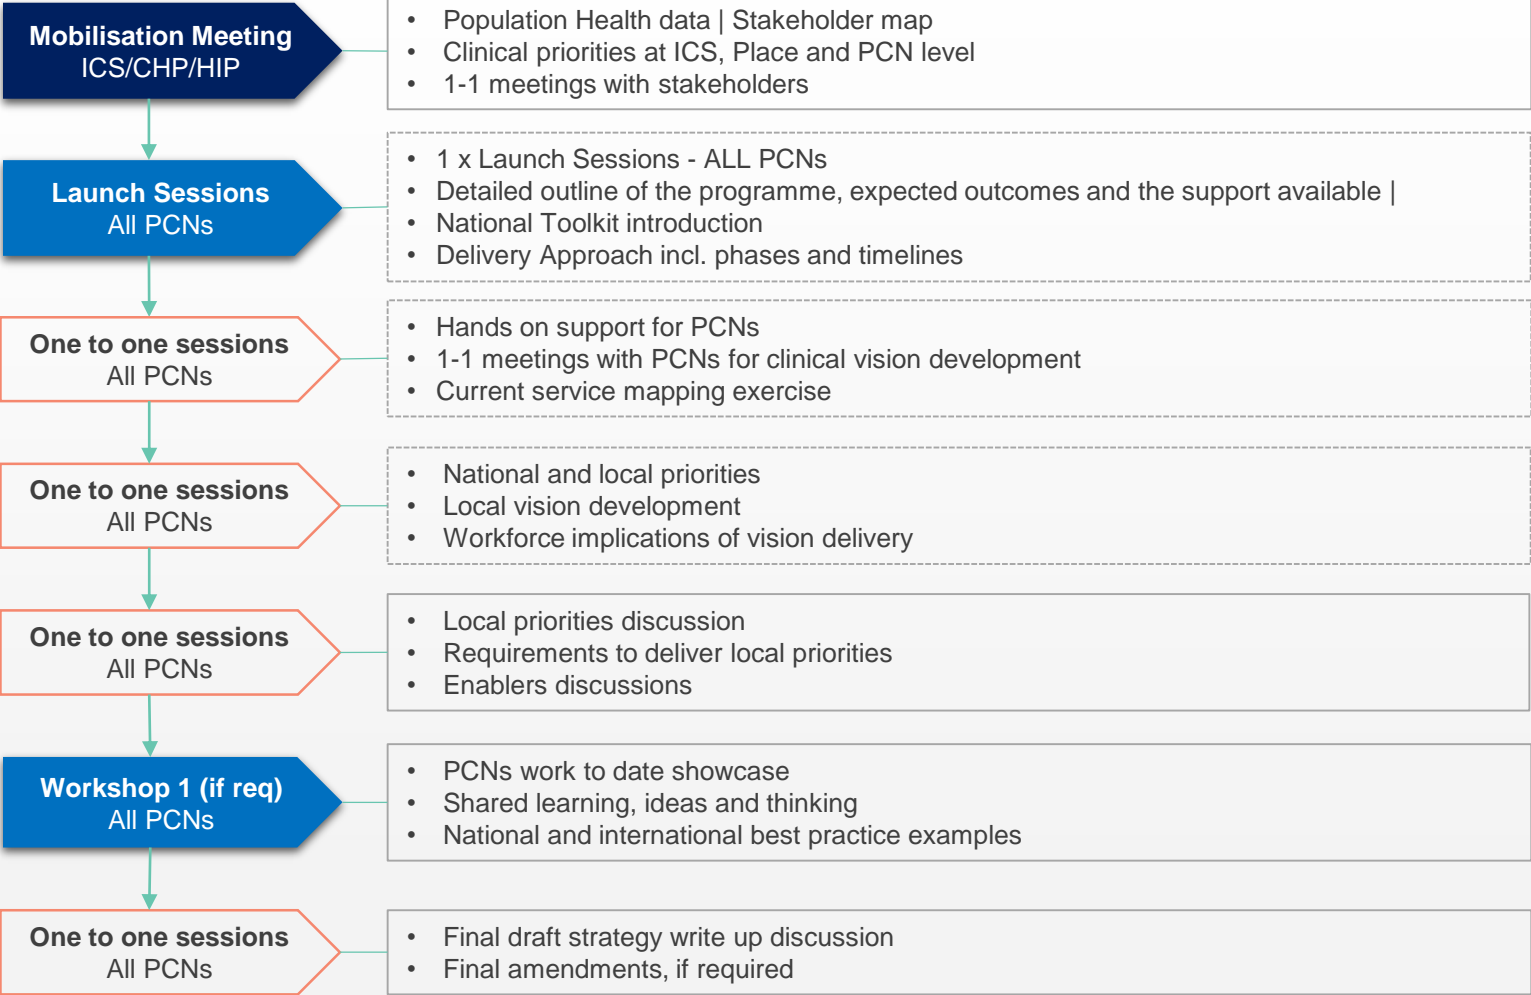 Mobilisation Meeting
ICS/CHP/HIP
• Population Health data | Stakeholder map
• Clinical priorities at ICS, Place and PCN level
• 1-1 meetings with stakeholders
Launch Sessions
All PCNs
• 1 x Launch Sessions - ALL PCNs
• Detailed outline of the programme, expected outcomes and the support available |
• National Toolkit introduction
• Delivery Approach incl. phases and timelines
One to one sessions
All PCNs
• Hands on support for PCNs
• 1-1 meetings with PCNs for clinical vision development
• Current service mapping exercise
One to one sessions
All PCNs
• National and local priorities
• Local vision development
• Workforce implications of vision delivery
One to one sessions
All PCNs
• Local priorities discussion
• Requirements to deliver local priorities
• Enablers discussions
Workshop 1 (if req)
All PCNs
• PCNs work to date showcase
• Shared learning, ideas and thinking
• National and international best practice examples
One to one sessions
All PCNs
• Final draft strategy write up discussion
• Final amendments, if required